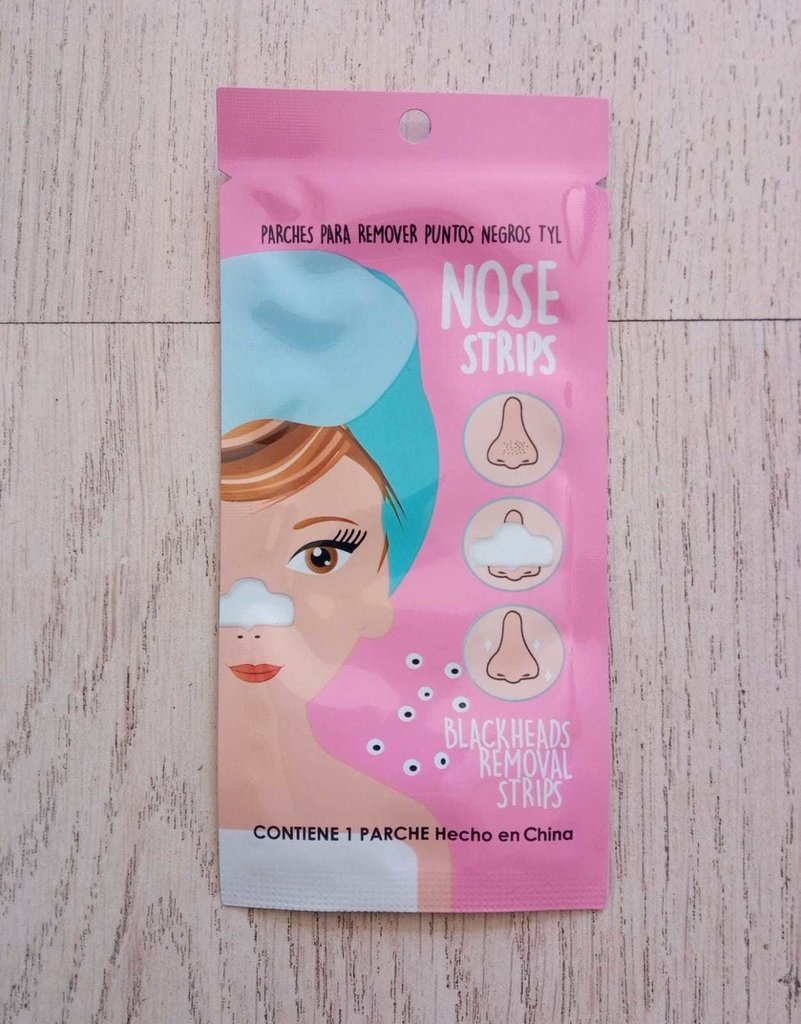 PARCHES PARA REMOVER PUNTOS NEGROS TYL
NOSE
STRIPS
BLACKHEADS
REMOVAL
STRIPS
CONTIENE 1 PARCHE Hecho en China